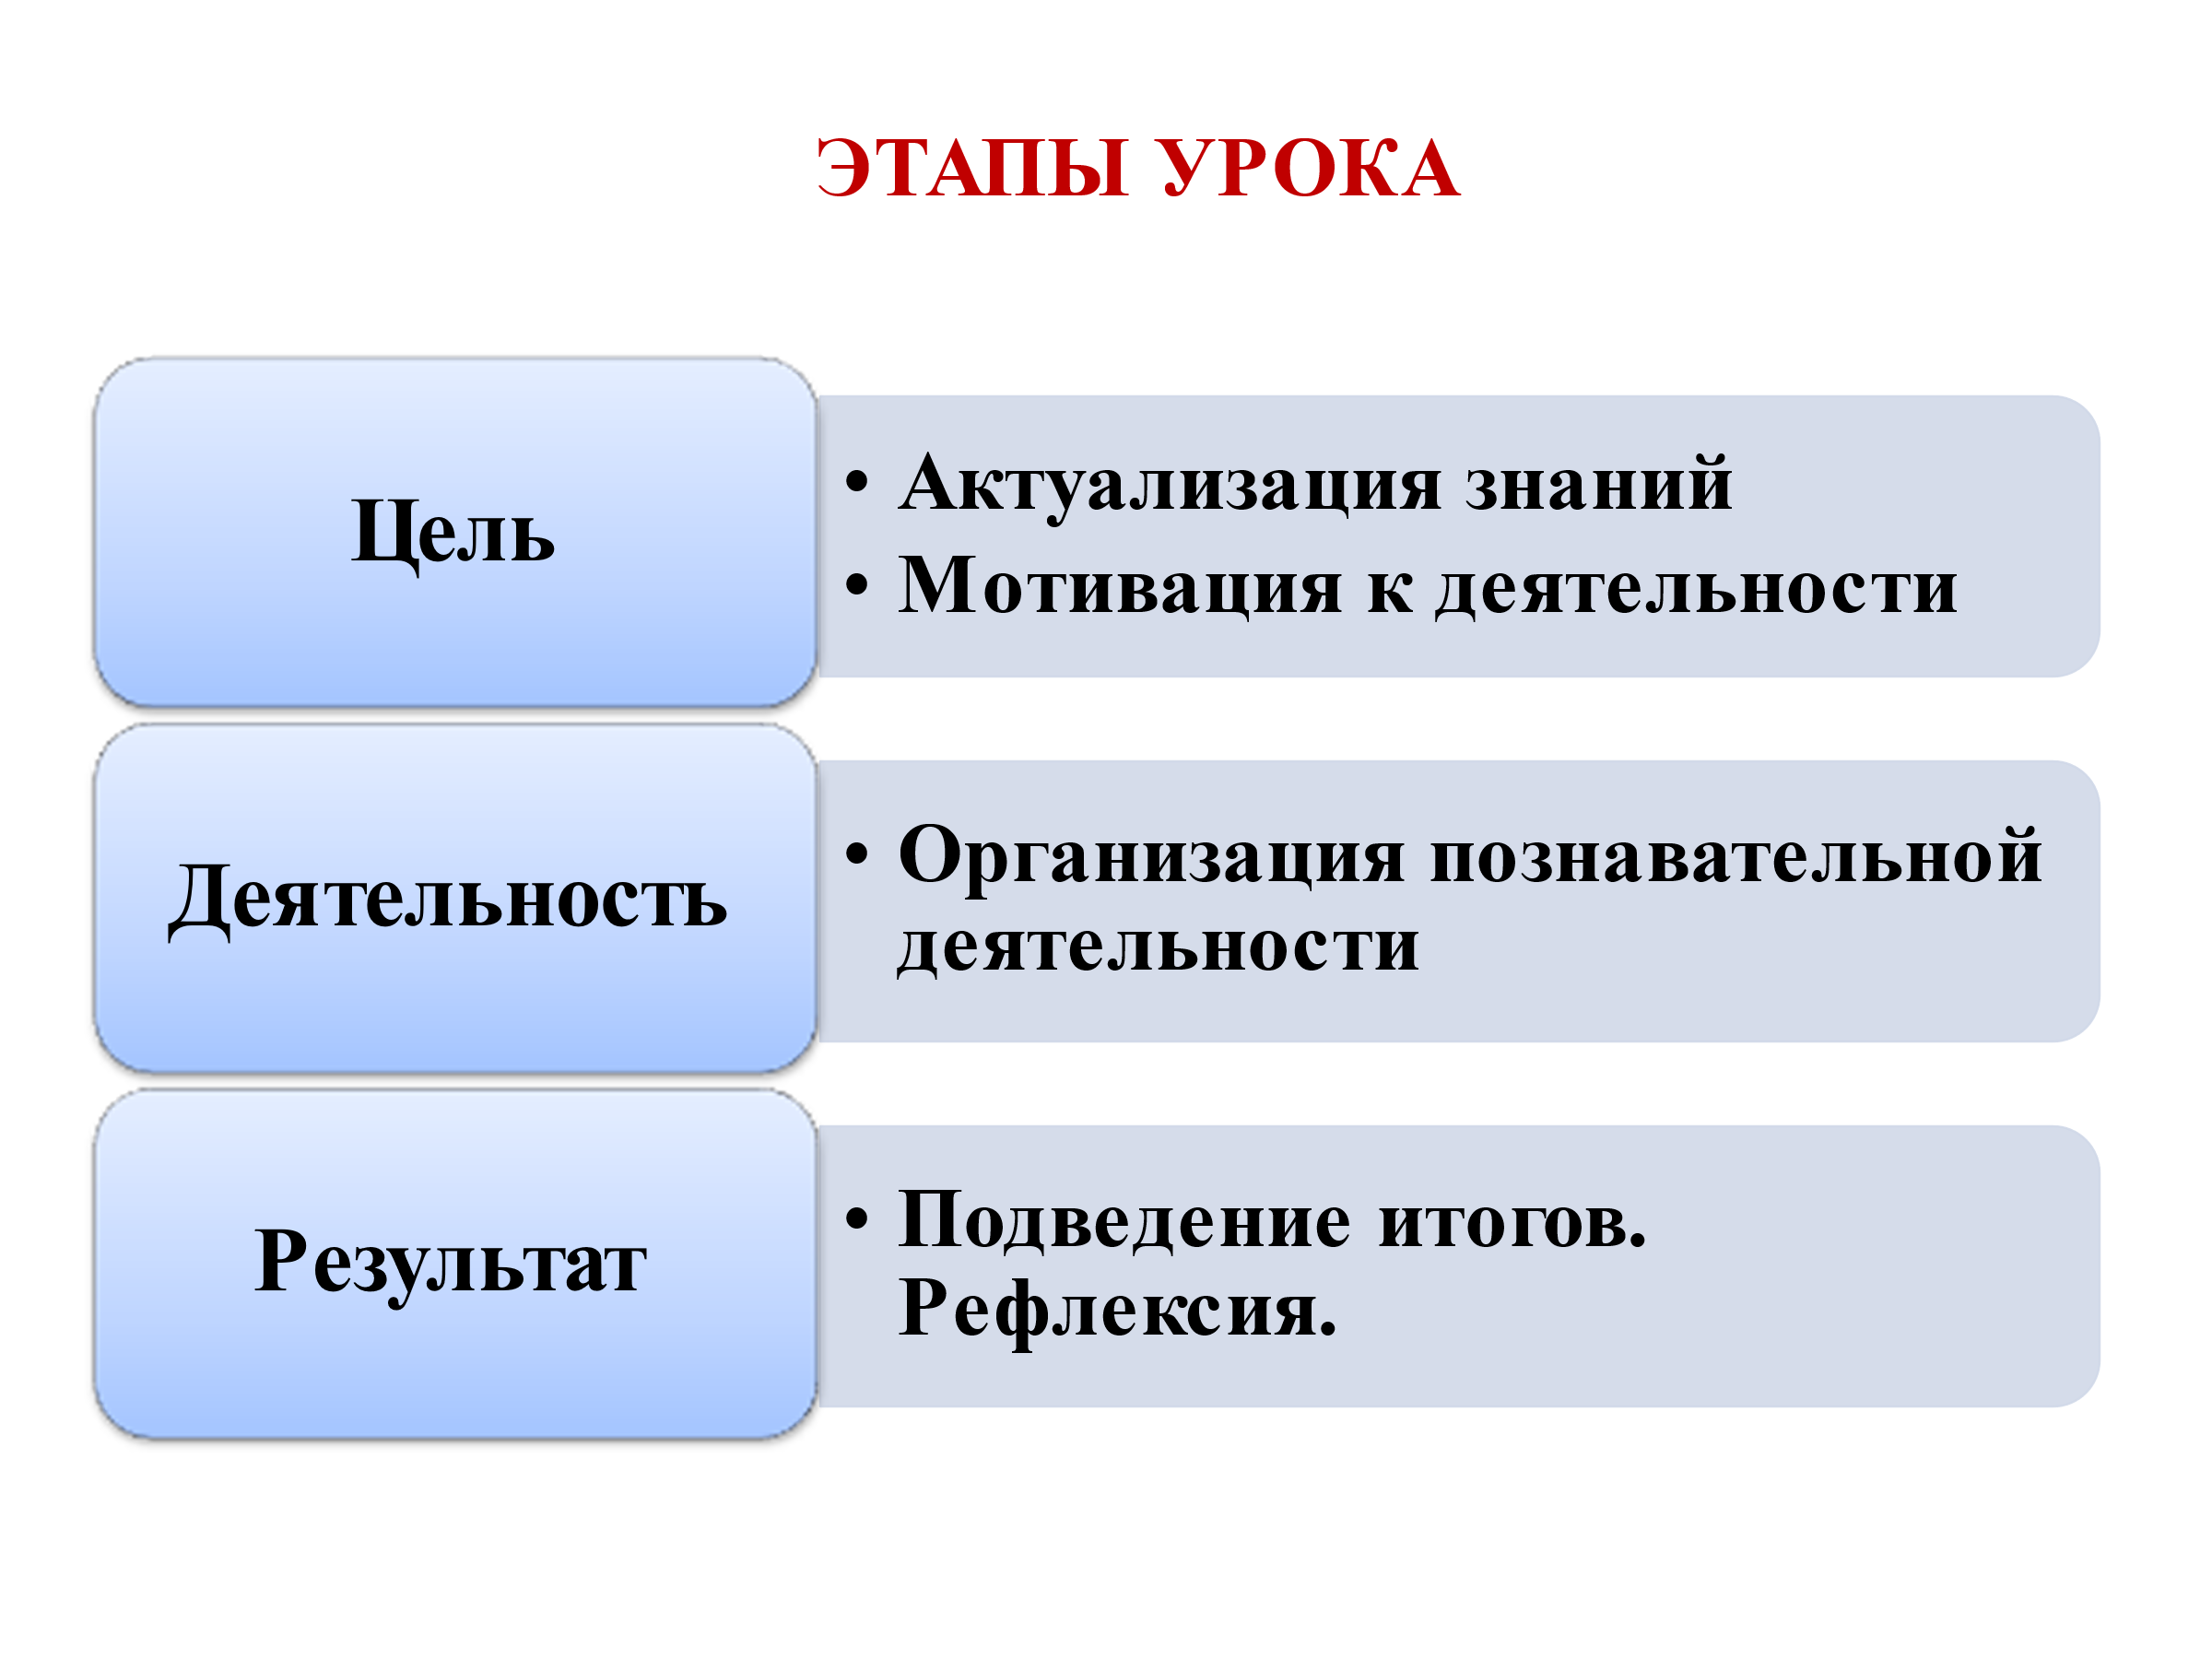 ЭТАПЫ УРОКА
Цель
• Актуализация знаний
• Мотивация к деятельности
Деятельность
• Организация познавательной
деятельности
Результат
• Подведение итогов.
Рефлексия.